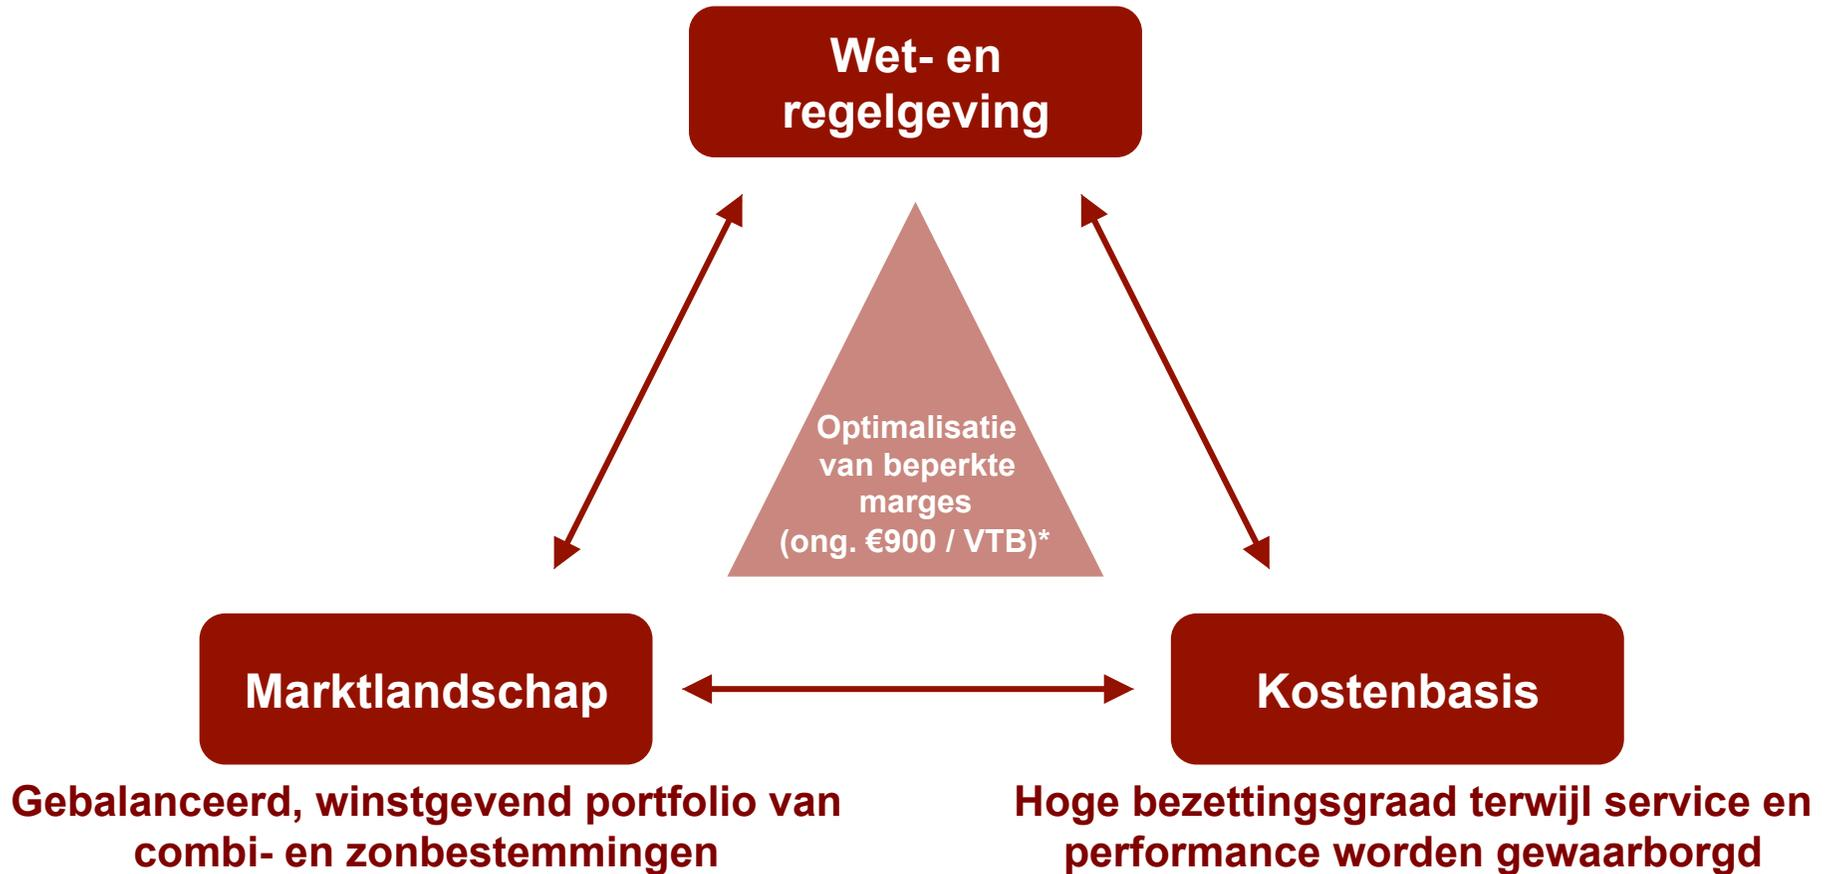 Wet- en
regelgeving
Optimalisatie
van beperkte
marges
(ong. €900 / VTB)*
Marktlandschap
Kostenbasis
Gebalanceerd, winstgevend portfolio van
combi- en zonbestemmingen
Hoge bezettingsgraad terwijl service en
performance worden gewaarborgd